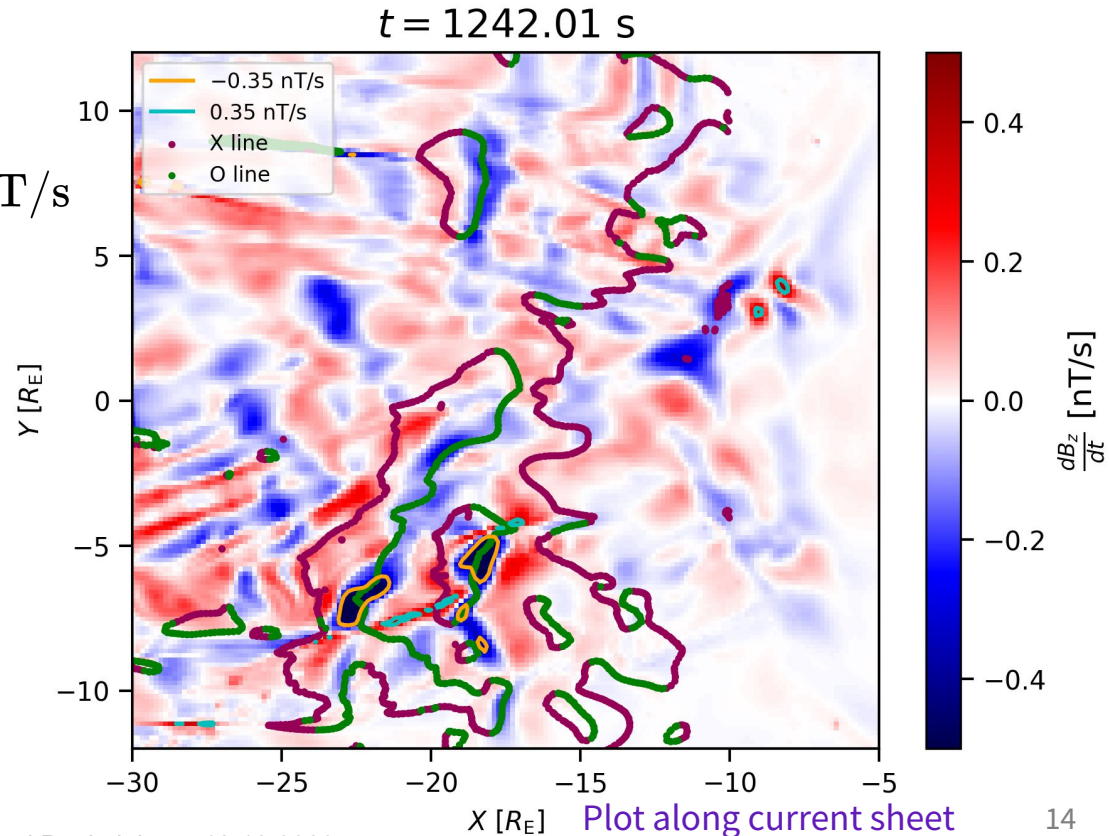 t = 1242.01 s
T/s
−0.35 nT/s
0.35 nT/s
X line
O line
10
5
0
−5
−10
Y [R_E]
−30
−25
−20
−15
−10
−5
X [R_E]
0.4
0.2
0.0
−0.2
−0.4
dB_z/dt [nT/s]
Plot along current sheet
14